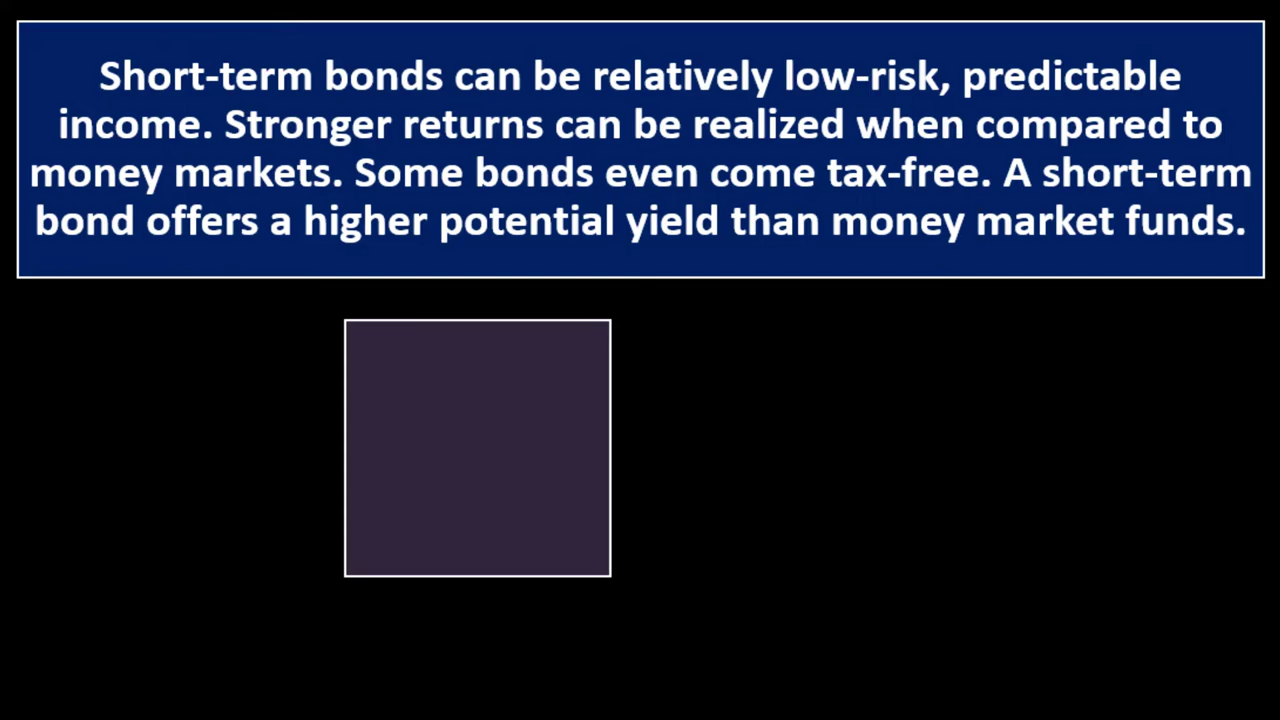 Short-term bonds can be relatively low-risk, predictable
income. Stronger returns can be realized when compared to
money markets. Some bonds even come tax-free. A short-term
bond offers a higher potential yield than money market funds.